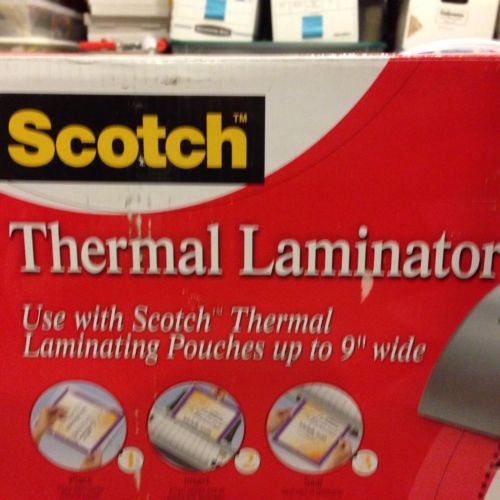 Scotch™
Thermal Laminator
Use with Scotch™ Thermal
Laminating Pouches up to 9" wide
1 2 3